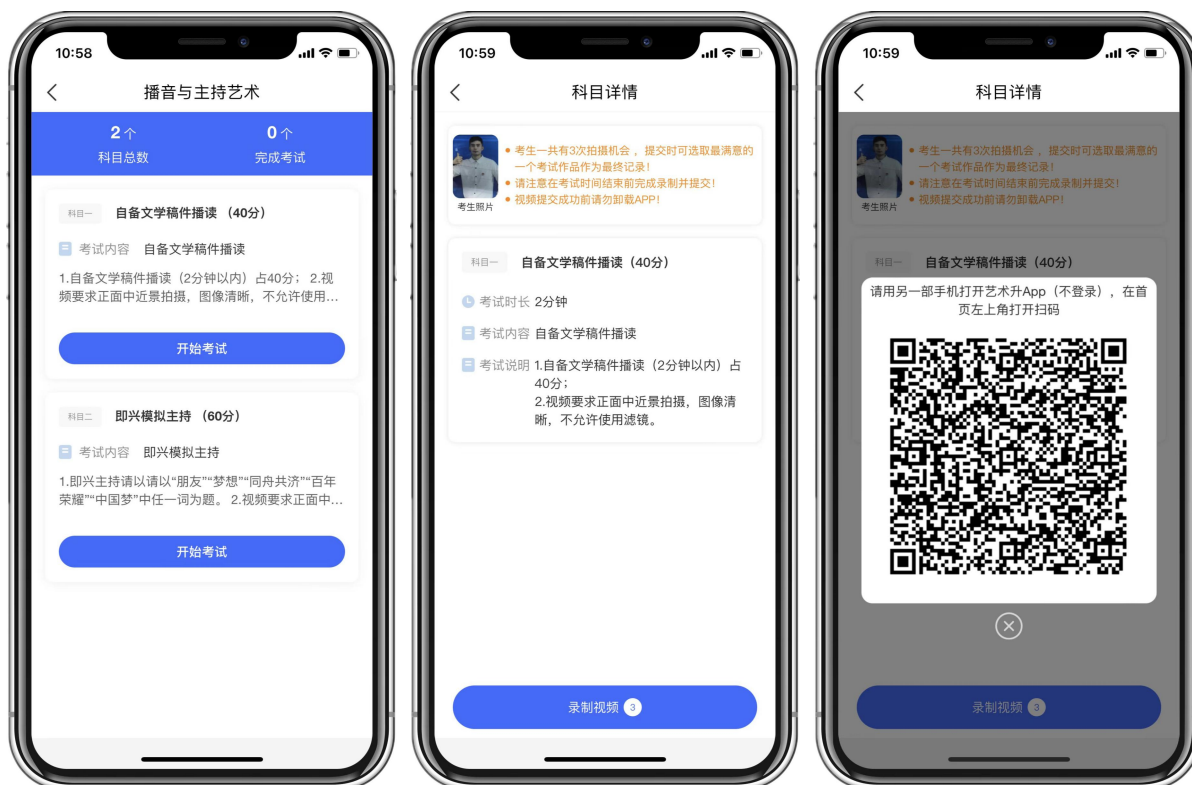 10:58
播音与主持艺术
2个
0个
科目总数
完成考试
科目一
自备文学稿件播读（40分）
考试内容
自备文学稿件播读
1.自备文学稿件播读（2分钟以内）占40分； 2.视
频要求正面中近景拍摄，图像清晰，不允许使用...
开始考试
科目二
即兴模拟主持 （60分）
考试内容
即兴模拟主持
1.即兴主持请以请以“朋友”“梦想”“同舟共济”“百年
荣耀”“中国梦”中任一词为题。 2.视频要求正面中...
开始考试
10:59
科目详情
考生照片
考生一共有3次拍摄机会 ，提交时可选取最满意的
一个考试作品作为最终记录！
请注意在考试时间结束前完成录制并提交！
视频提交成功前请勿卸载APP！
科目一
自备文学稿件播读（40分）
考试时长 2分钟
考试内容 自备文学稿件播读
考试说明 1.自备文学稿件播读（2分钟以内）占
40分；
2.视频要求正面中近景拍摄，图像清
晰，不允许使用滤镜。
录制视频 3
10:59
科目详情
考生照片
考生一共有3次拍摄机会 ，提交时可选取最满意的
一个考试作品作为最终记录！
请注意在考试时间结束前完成录制并提交！
视频提交成功前请勿卸载APP！
科目一
自备文学稿件播读（40分）
请用另一部手机打开艺术升App（不登录），在首
页左上角打开扫码
录制视频 3